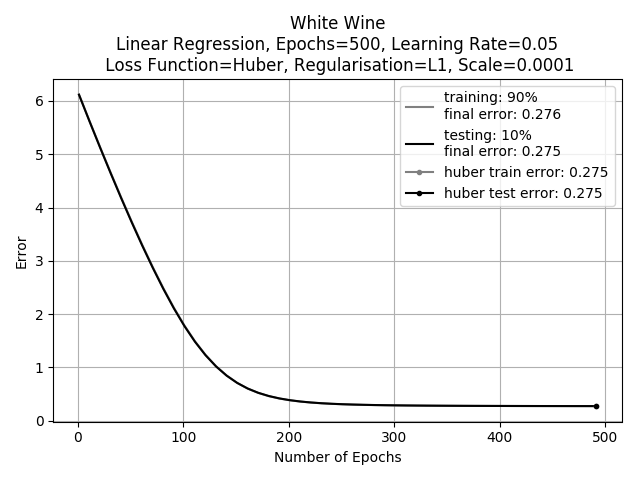 White Wine
Linear Regression, Epochs=500, Learning Rate=0.05
Loss Function=Huber, Regularisation=L1, Scale=0.0001
training: 90%
final error: 0.276
testing: 10%
final error: 0.275
huber train error: 0.275
huber test error: 0.275
Error
6
5
4
3
2
1
0
0 100 200 300 400 500
Number of Epochs